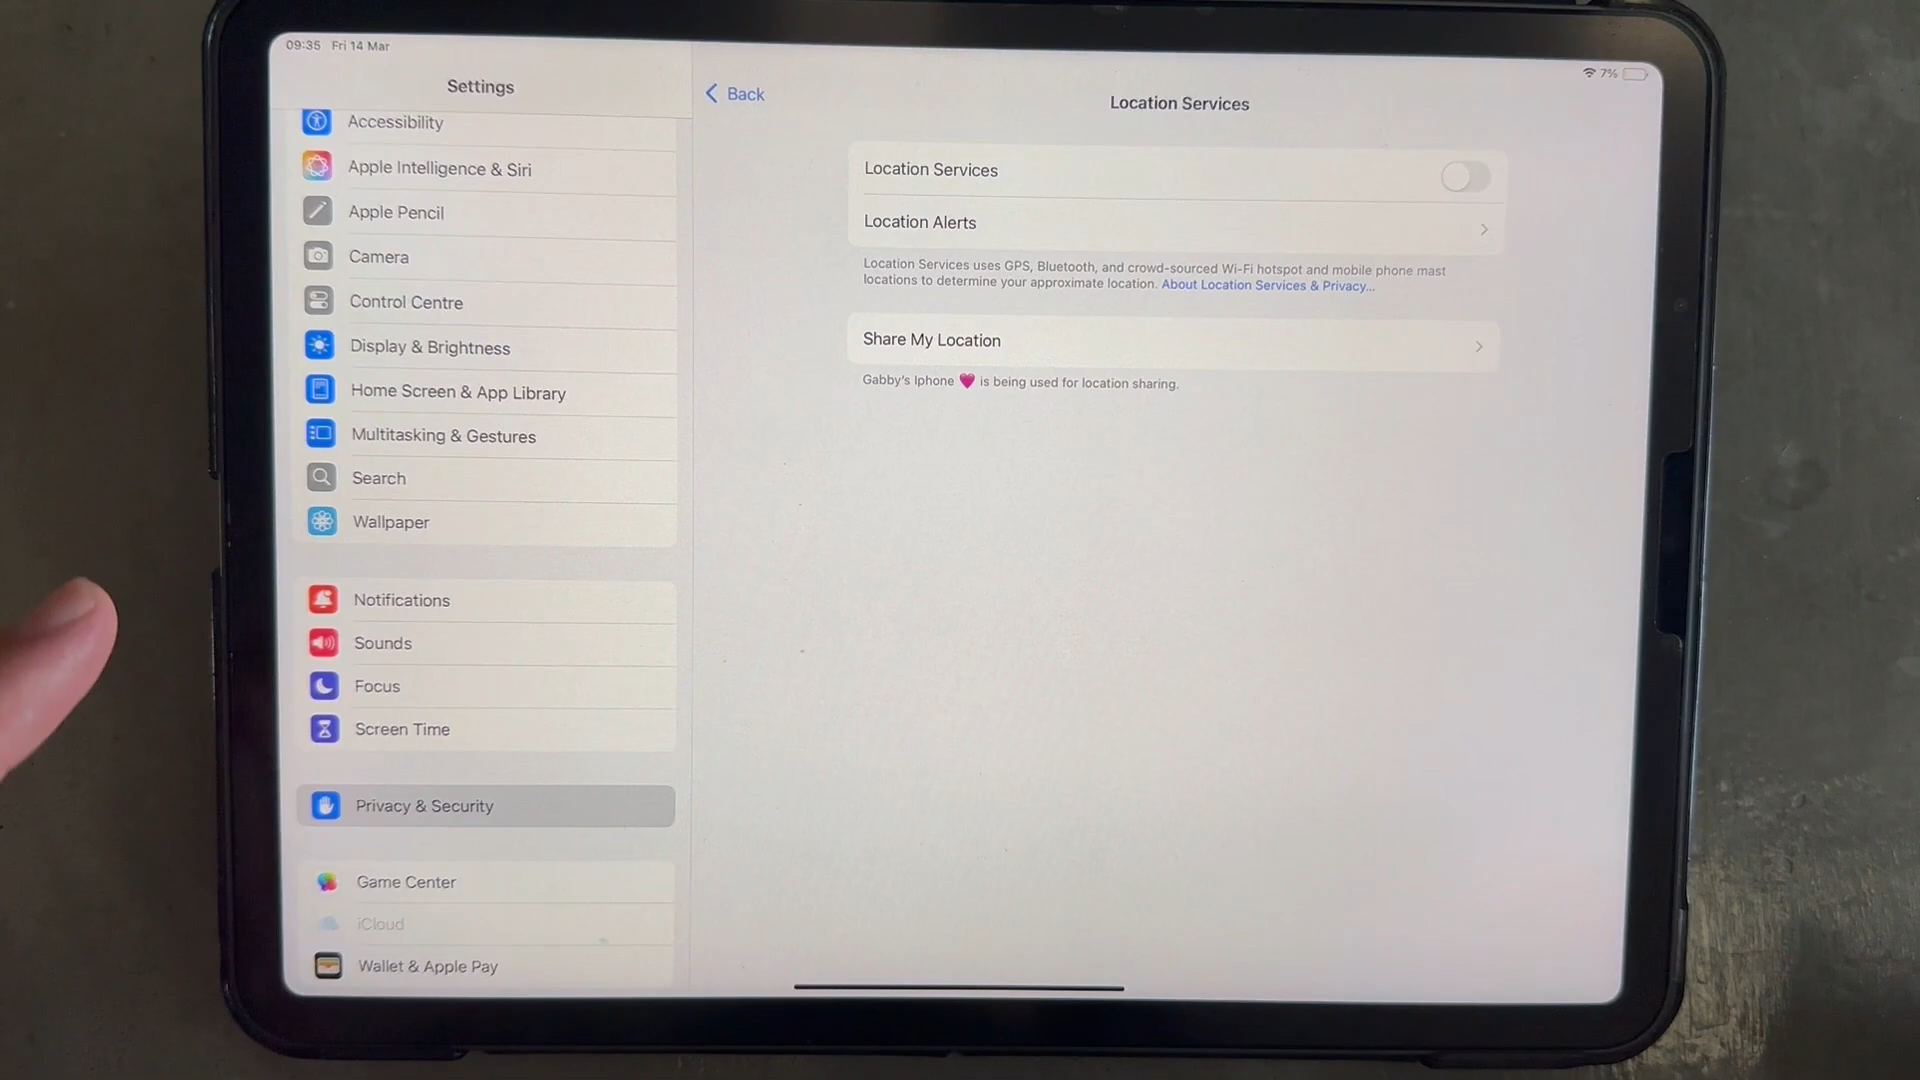 09:35 Fri 14 Mar
7%
Settings
Accessibility
Apple Intelligence & Siri
Apple Pencil
Camera
Control Centre
Display & Brightness
Home Screen & App Library
Multitasking & Gestures
Search
Wallpaper
Notifications
Sounds
Focus
Screen Time
Privacy & Security
Game Center
iCloud
Wallet & Apple Pay
Back
Location Services
Location Services
Location Alerts
Location Services uses GPS, Bluetooth, and crowd-sourced Wi-Fi hotspot and mobile phone mast
locations to determine your approximate location. About Location Services & Privacy...
Share My Location
Gabby's Iphone 💗 is being used for location sharing.